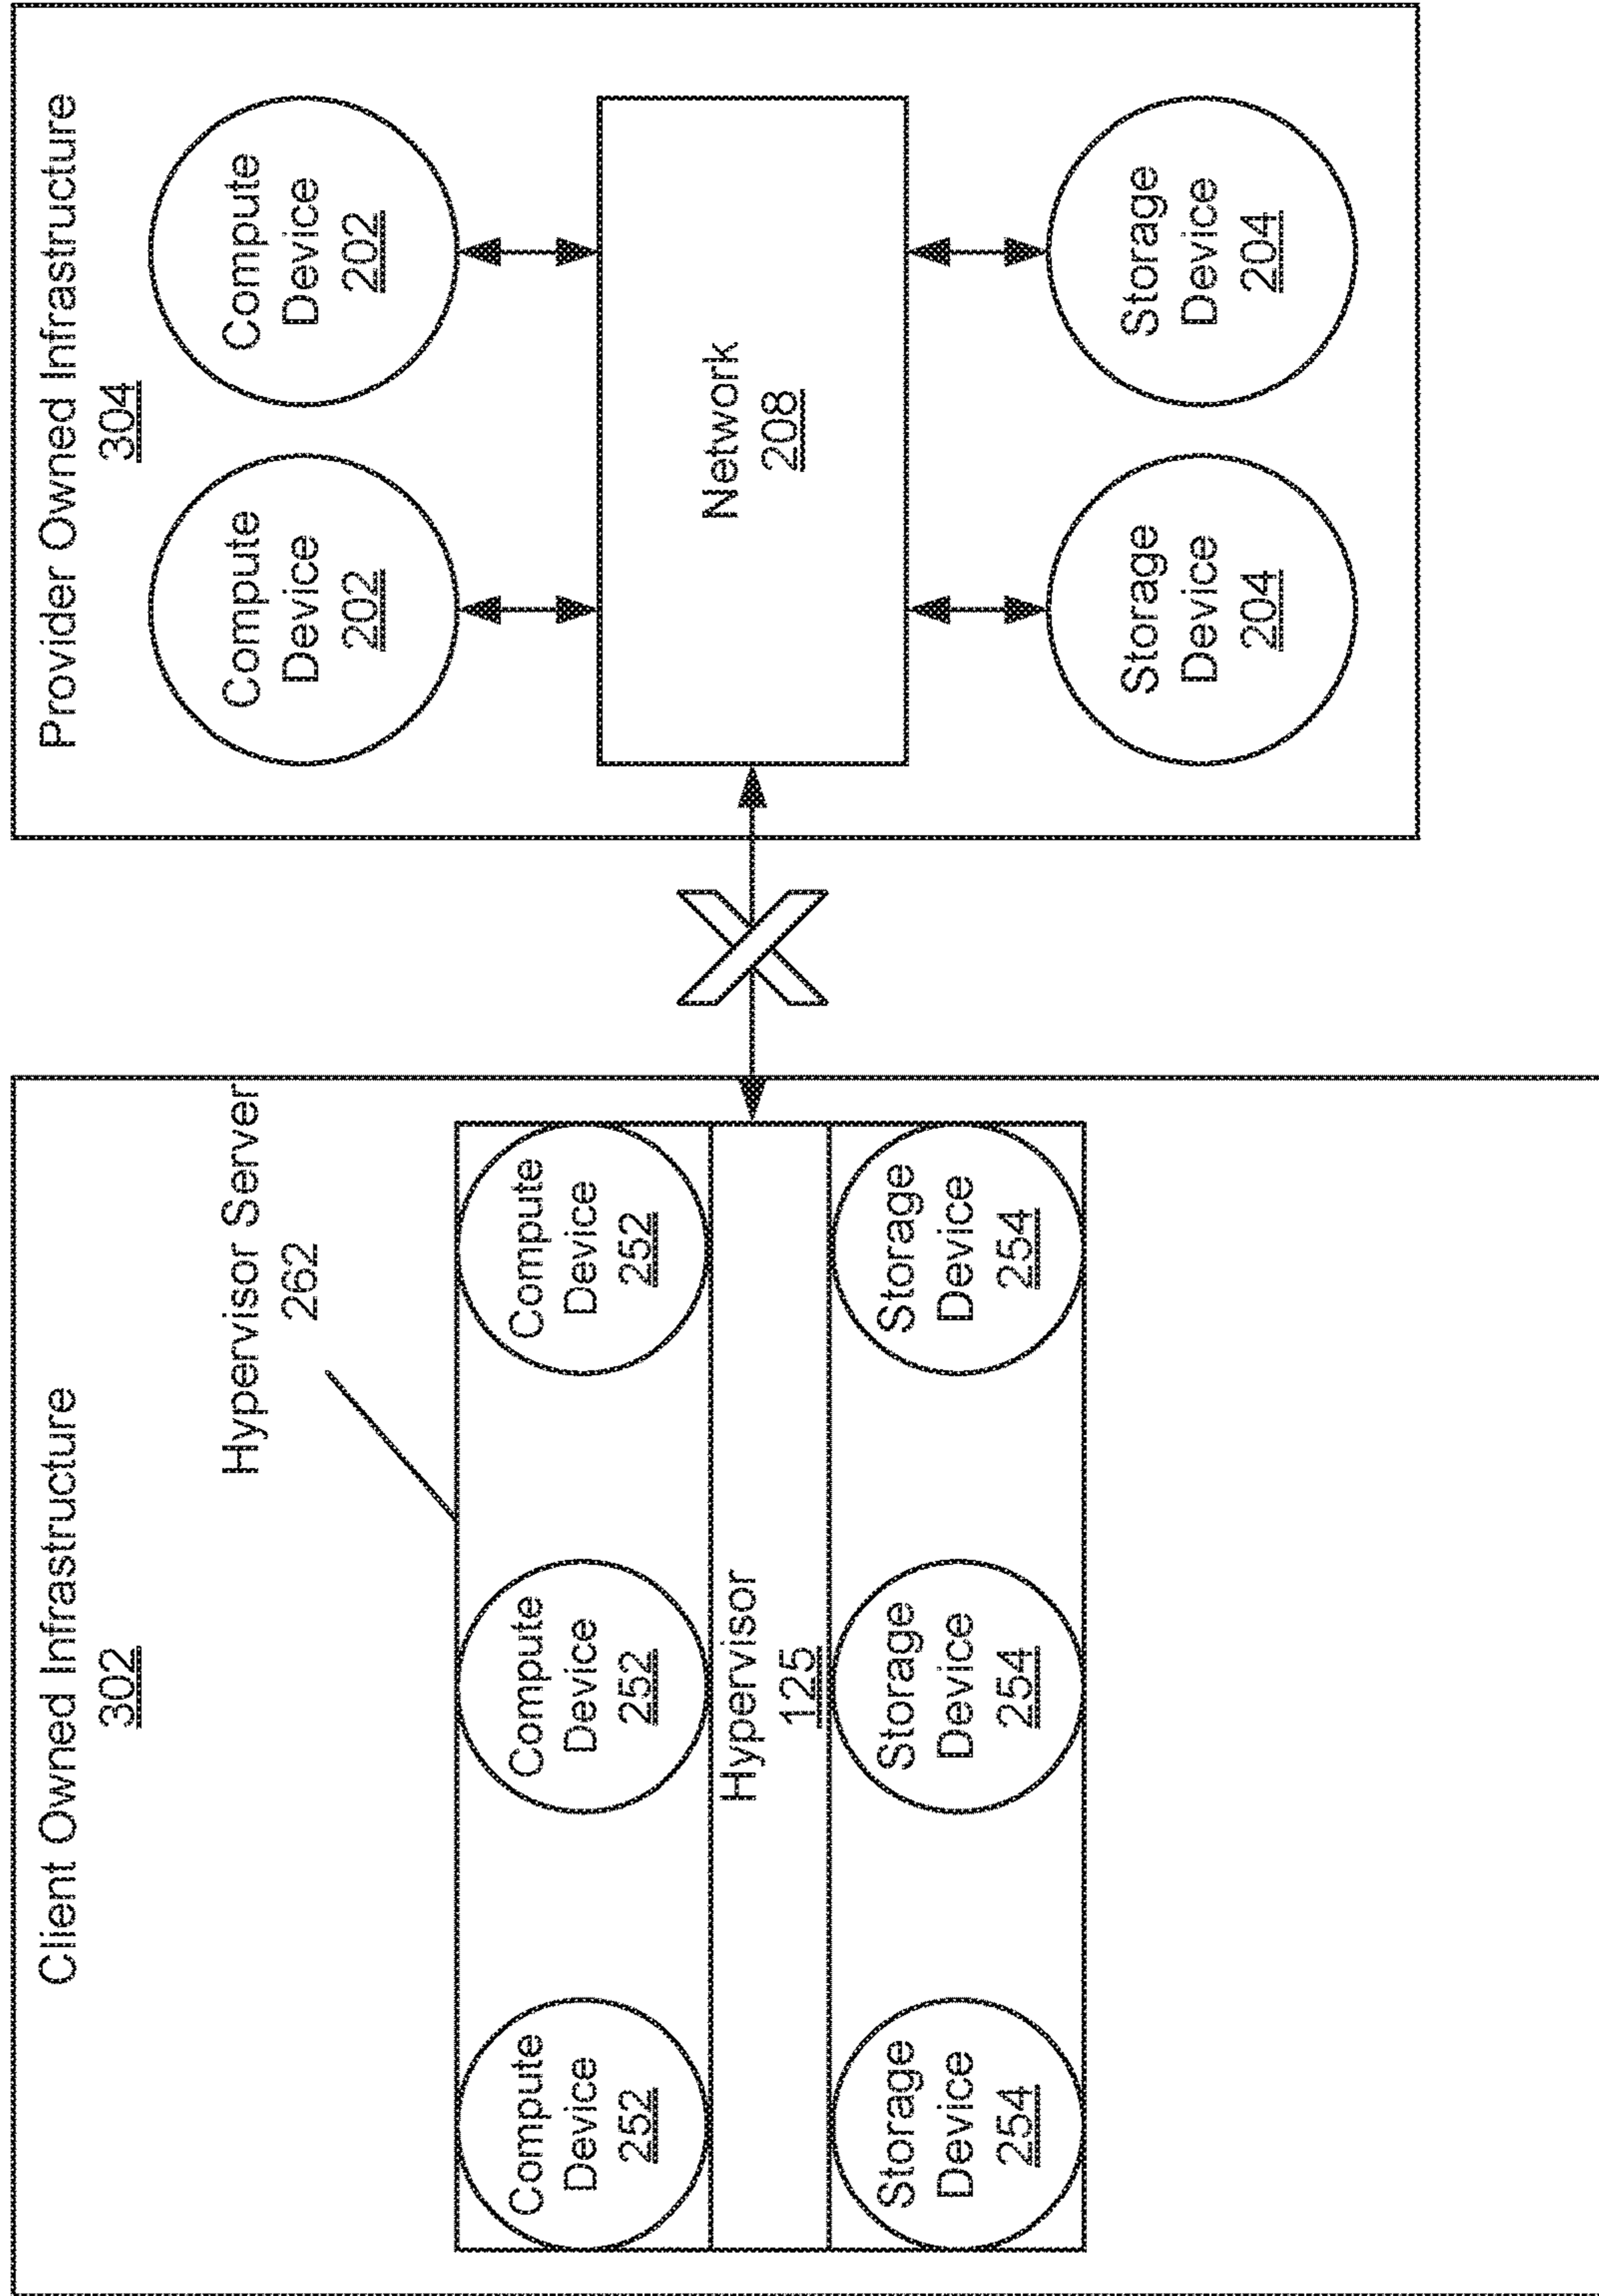 Client Owned Infrastructure
302
Hypervisor Server
262
Compute
Device
252
Compute
Device
252
Compute
Device
252
Hypervisor
125
Storage
Device
254
Storage
Device
254
Storage
Device
254
Provider Owned Infrastructure
304
Compute
Device
202
Compute
Device
202
Network
208
Storage
Device
204
Storage
Device
204